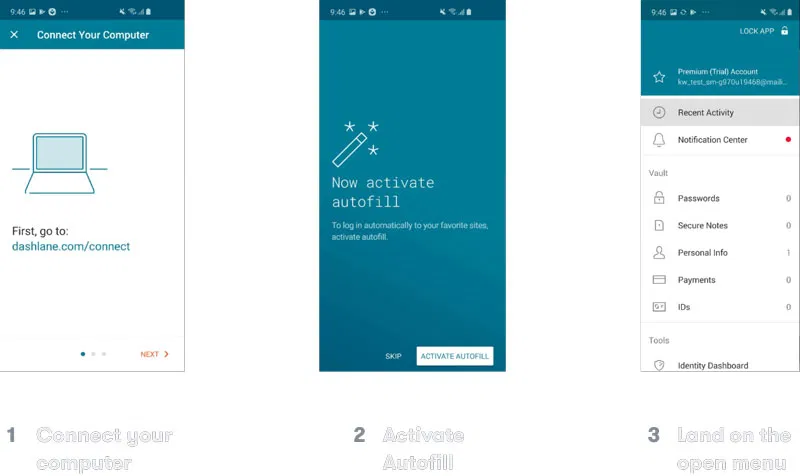 9:46
Connect Your Computer
First, go to:
dashlane.com/connect
NEXT
9:46
Now activate
autofill
To log in automatically to your favorite sites,
activate autofill.
SKIP
ACTIVATE AUTOFILL
9:46
LOCK APP
Premium (Trial) Account
kw_test_sm-g970u19468@maili...
Recent Activity
Notification Center
Vault
Passwords 0
Secure Notes 0
Personal Info 1
Payments 0
IDs 0
Tools
Identity Dashboard
1 Connect your
computer
2 Activate
Autofill
3 Land on the
open menu